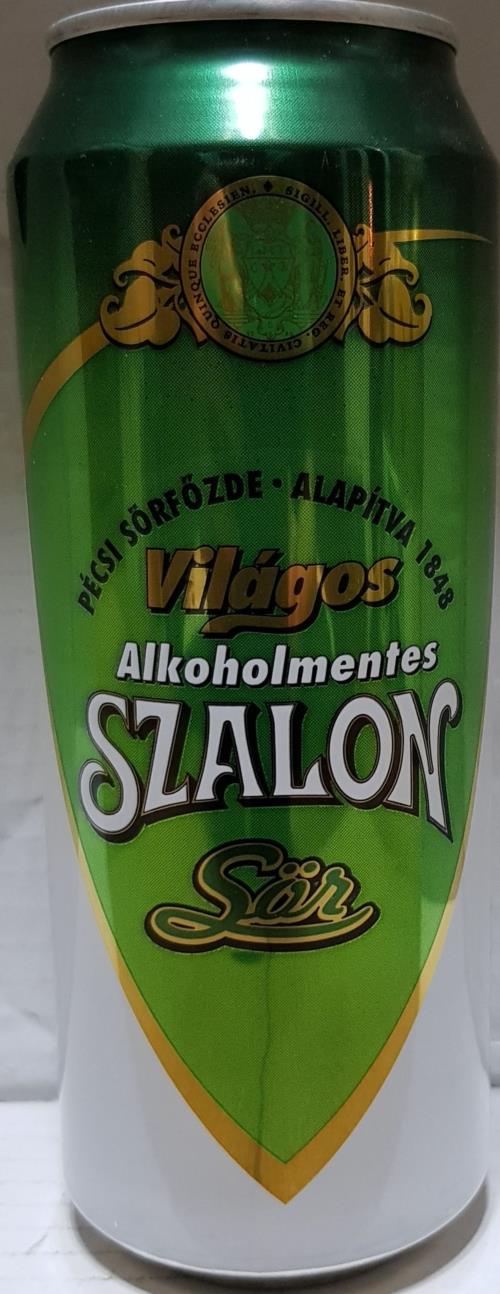 SIGILL. LIBER. ET REG. CIVITATIS QUINQUE ECCLESIEN.
PÉCSI SÖRFŐZDE · ALAPÍTVA 1848
Világos
Alkoholmentes
SZALON
Sör